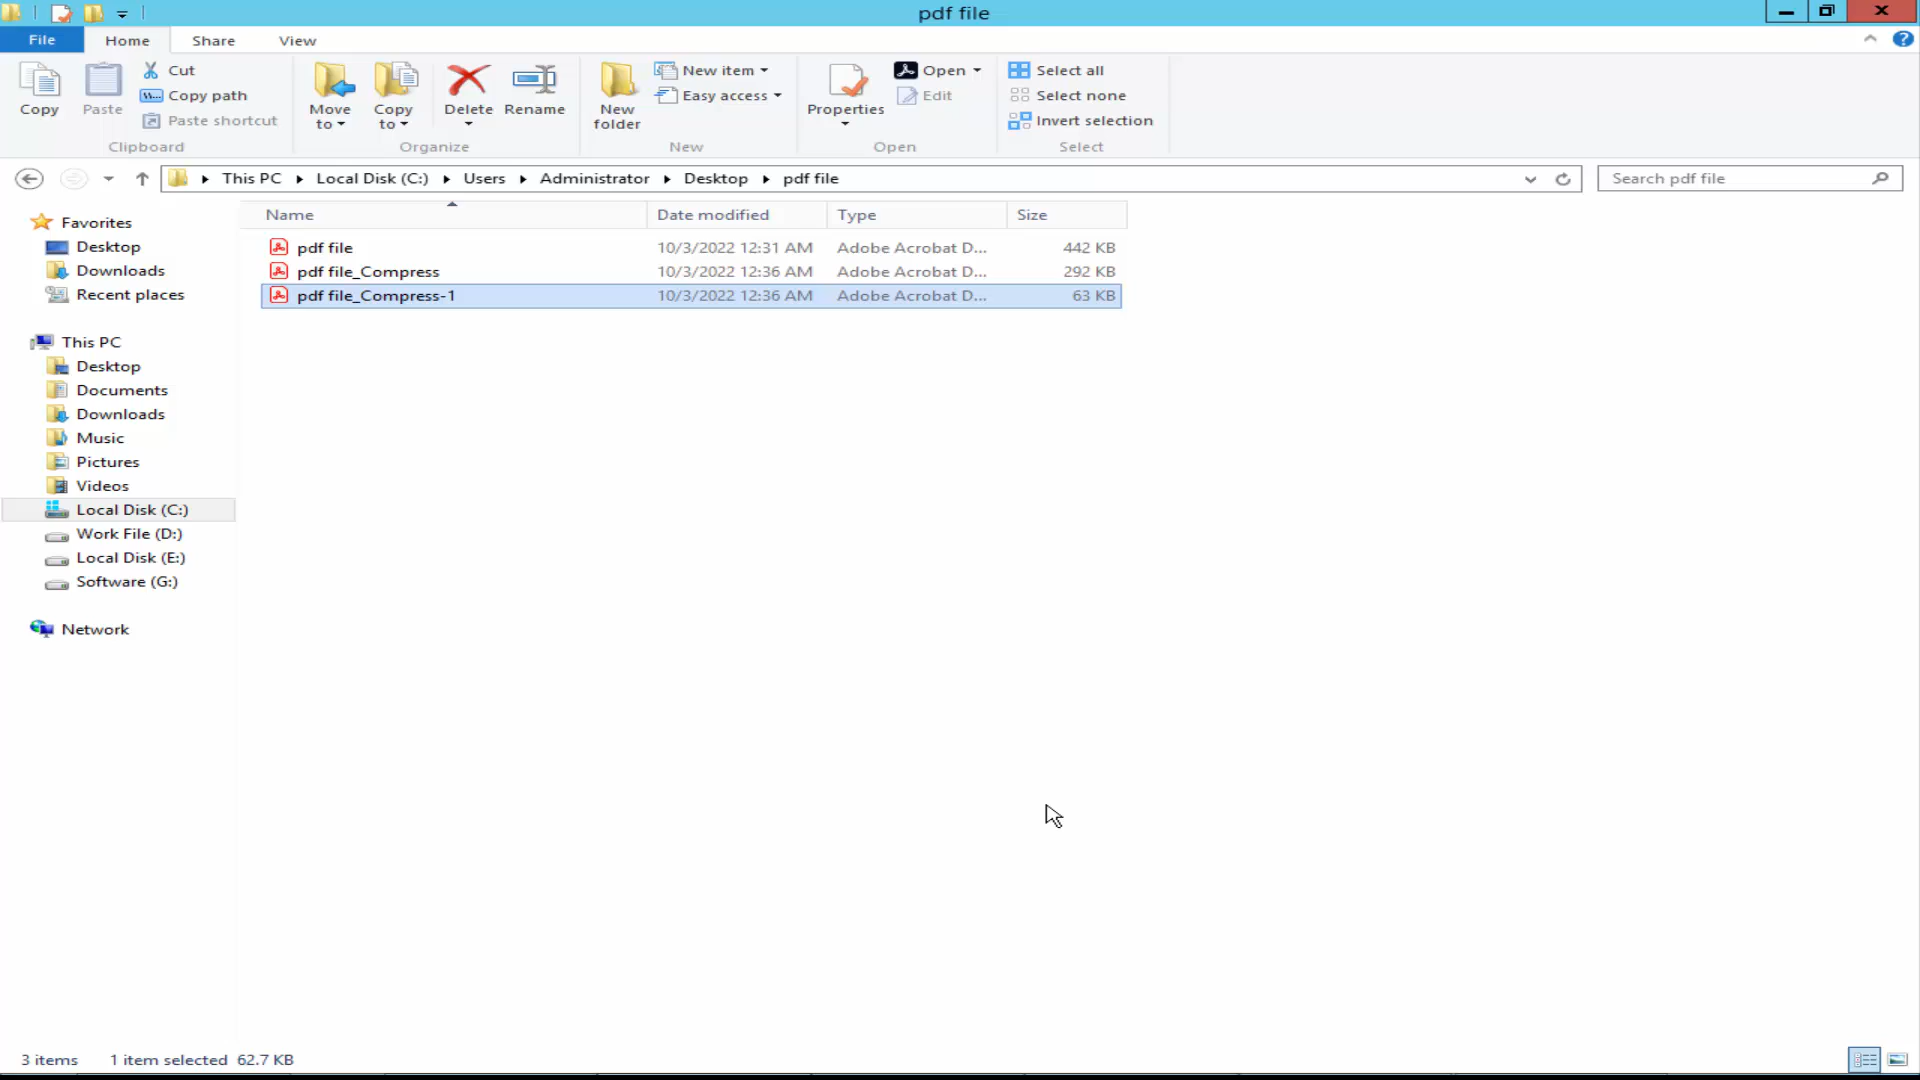 pdf file
File Home Share View
Copy Paste Cut Copy path Paste shortcut
Clipboard
Move to Copy to Delete Rename
Organize
New folder New item Easy access
New
Properties Open Edit
Open
Select all
Select none
Invert selection
Select
This PC Local Disk (C:) Users Administrator Desktop pdf file
Search pdf file
Favorites
Desktop
Downloads
Recent places
This PC
Desktop
Documents
Downloads
Music
Pictures
Videos
Local Disk (C:)
Work File (D:)
Local Disk (E:)
Software (G:)
Network
Name Date modified Type Size
pdf file 10/3/2022 12:31 AM Adobe Acrobat D... 442 KB
pdf file_Compress 10/3/2022 12:36 AM Adobe Acrobat D... 292 KB
pdf file_Compress-1 10/3/2022 12:36 AM Adobe Acrobat D... 63 KB
3 items 1 item selected 62.7 KB